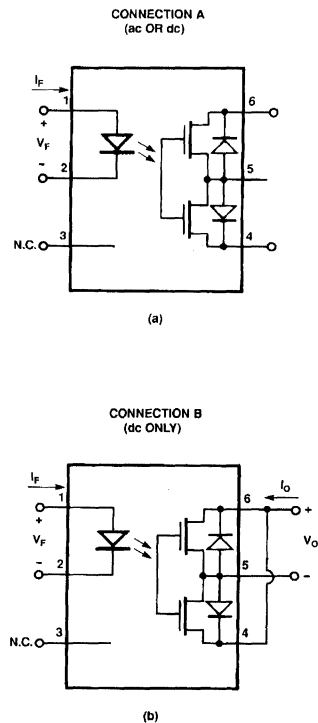 CONNECTION A
(ac OR dc)
IF
1
6
+
VF
−
2
5
3
4
N.C.
(a)
CONNECTION B
(dc ONLY)
IF
1
6
IO
+
+
VF
VO
−
2
5
−
3
4
N.C.
(b)